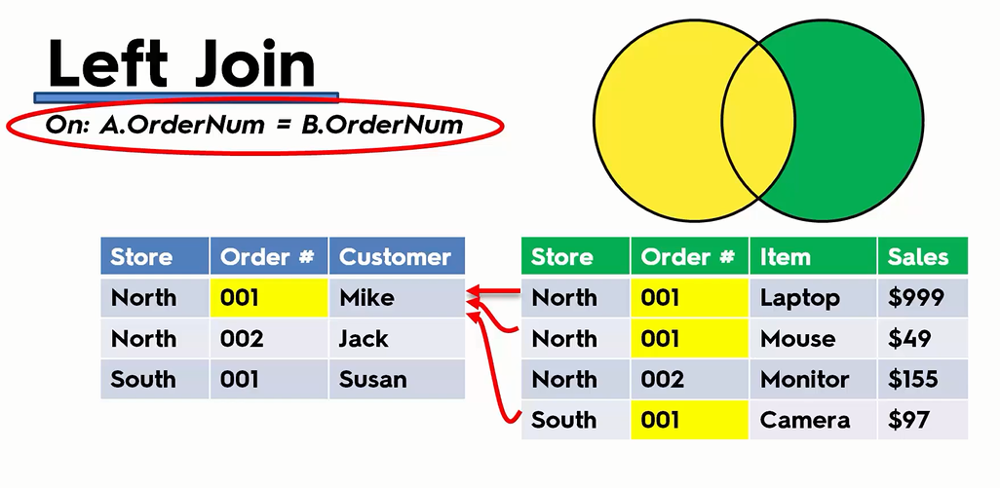 Left Join
On: A.OrderNum = B.OrderNum
Store Order # Customer
North 001 Mike
North 002 Jack
South 001 Susan
Store Order # Item Sales
North 001 Laptop $999
North 001 Mouse $49
North 002 Monitor $155
South 001 Camera $97